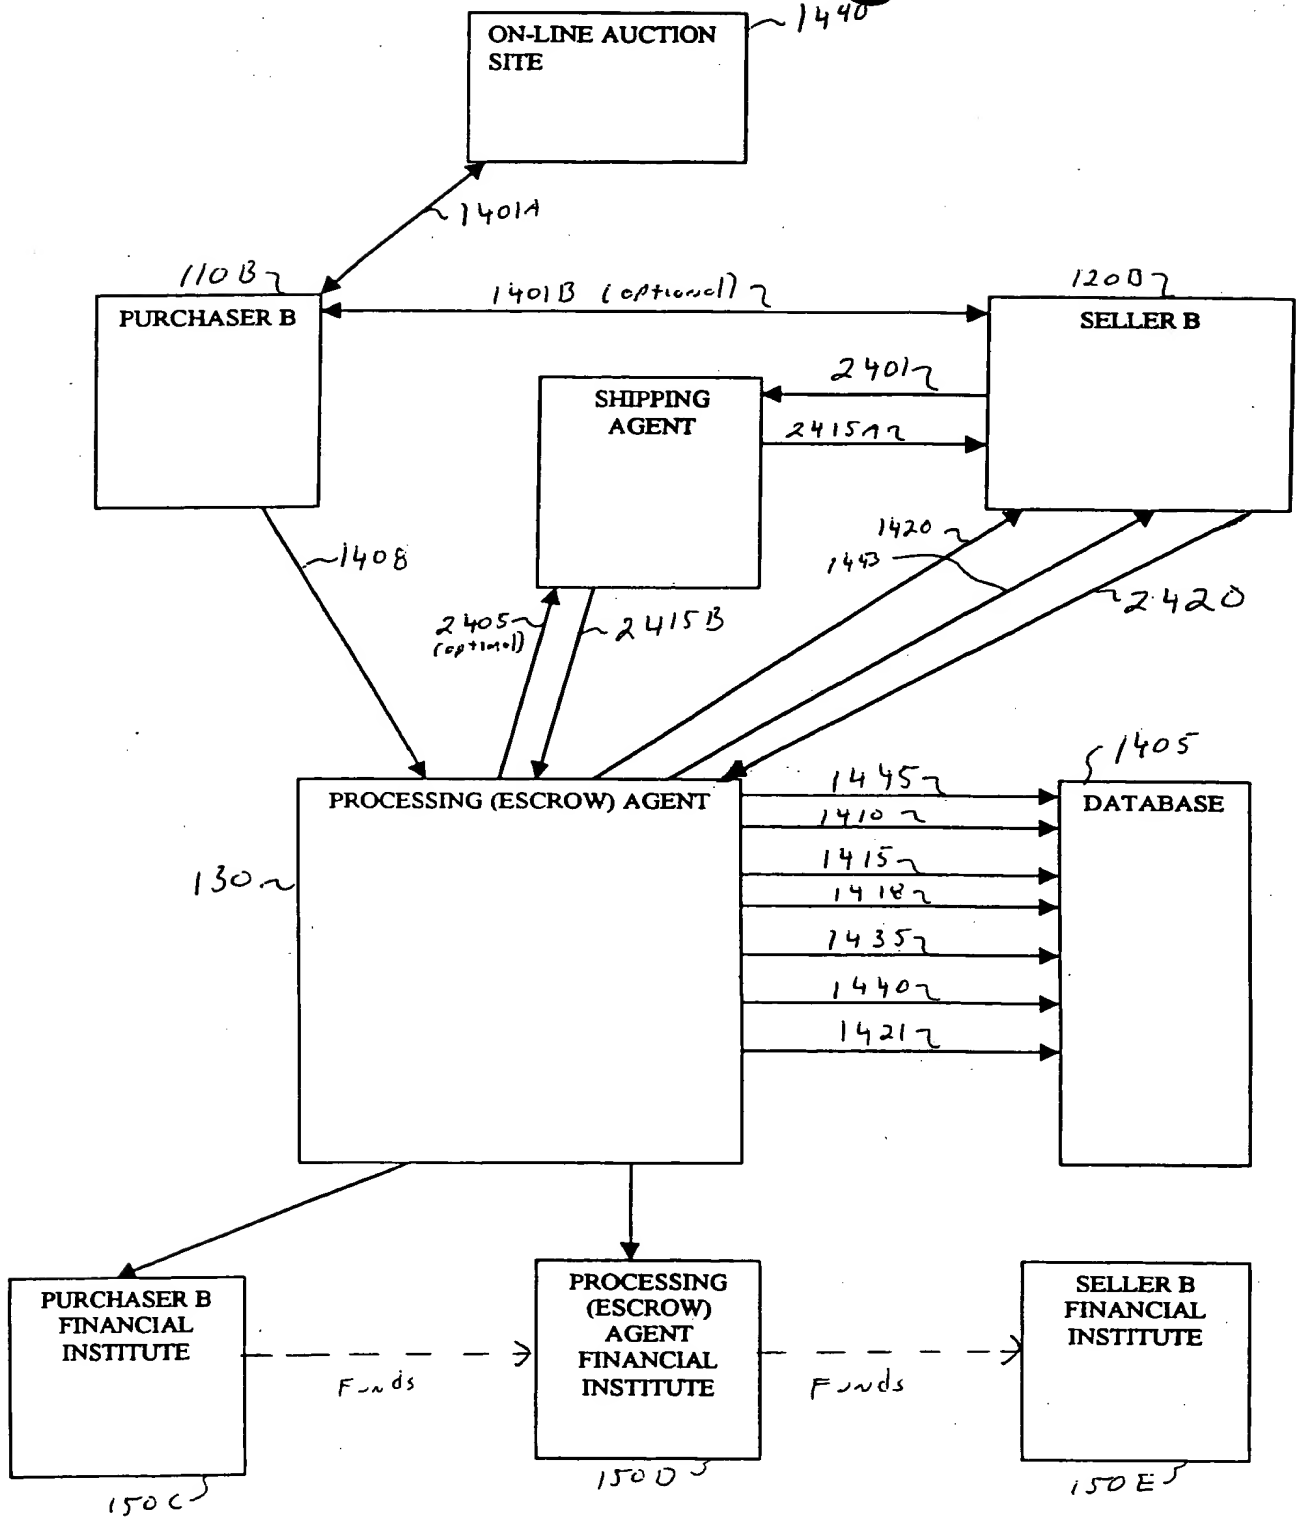 1440
ON-LINE AUCTION
SITE
1401A
110B
1401B (optional)
120B
PURCHASER B
SELLER B
2401
SHIPPING
AGENT
2415A
1408
1420
1443
2420
2405
(optional)
2415B
1405
PROCESSING (ESCROW) AGENT
1445
DATABASE
1410
1415
130
1418
1435
1440
1421
PURCHASER B
FINANCIAL
INSTITUTE
PROCESSING
(ESCROW)
AGENT
FINANCIAL
INSTITUTE
SELLER B
FINANCIAL
INSTITUTE
Funds
Funds
150C
150D
150E